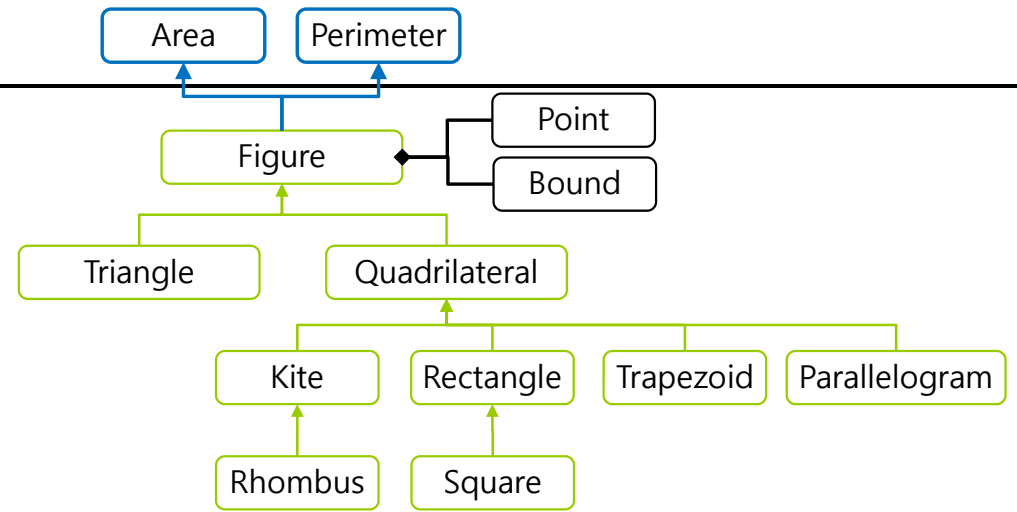 Area
Perimeter
Point
Figure
Bound
Triangle
Quadrilateral
Kite
Rectangle
Trapezoid
Parallelogram
Rhombus
Square